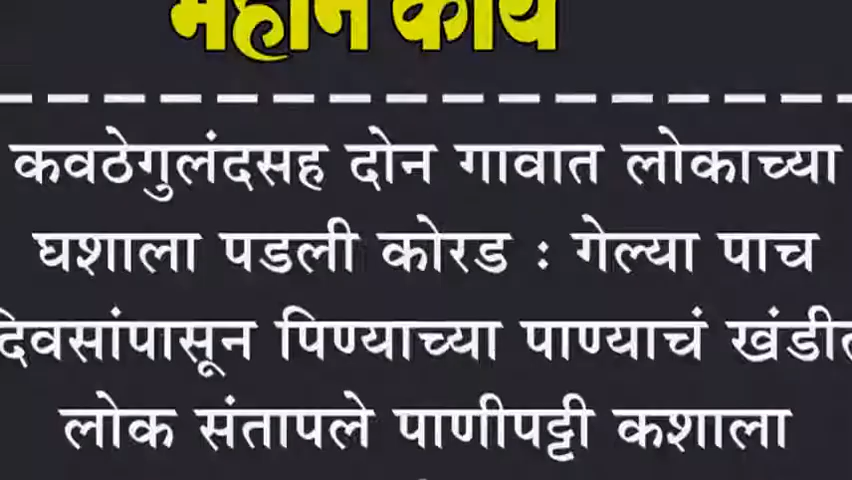 महान कार्य
कवठेगुलंदसह दोन गावात लोकाच्या
घशाला पडली कोरड : गेल्या पाच
दिवसांपासून पिण्याच्या पाण्याचं खंडीत
लोक संतापले पाणीपट्टी कशाला